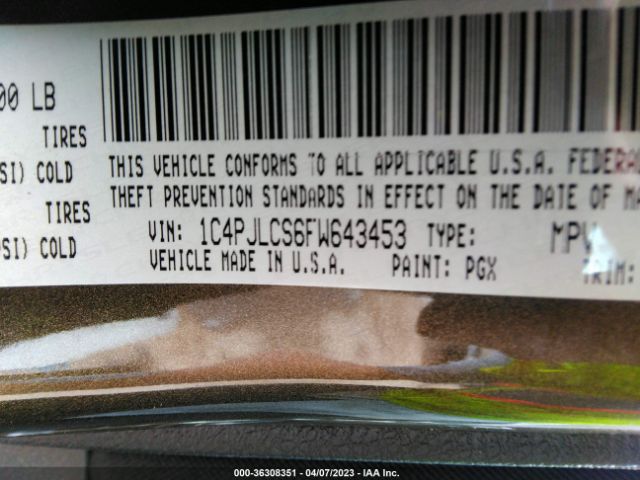 00 LB
TIRES
SI) COLD
TIRES
PSI) COLD
THIS VEHICLE CONFORMS TO ALL APPLICABLE U.S.A. FEDERA
THEFT PREVENTION STANDARDS IN EFFECT ON THE DATE OF MA
VIN: 1C4PJLCS6FW643453 TYPE: MPV
VEHICLE MADE IN U.S.A. PAINT: PGX TRIM:
000-36308351 - 04/07/2023 - IAA Inc.